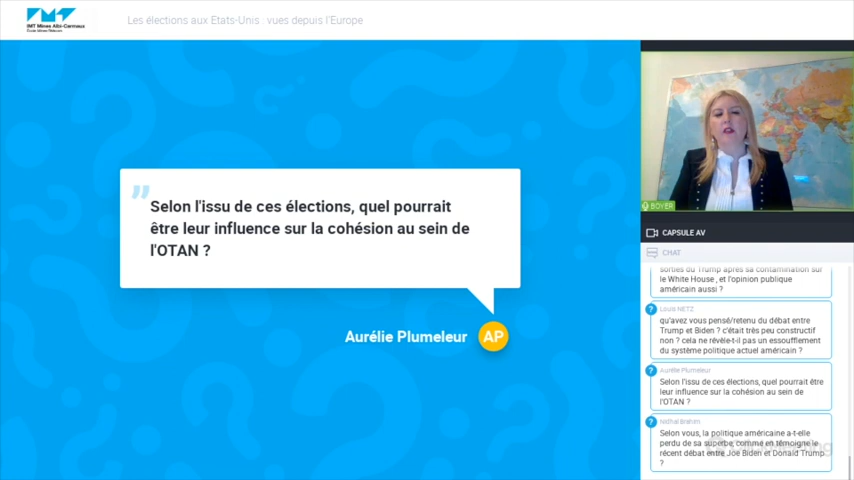 IMT Mines Albi-Carmaux
École Mines-Télécom
Les élections aux Etats-Unis : vues depuis l'Europe
Selon l'issu de ces élections, quel pourrait
être leur influence sur la cohésion au sein de
l'OTAN ?
Aurélie Plumeleur
AP
BOYER
CAPSULE AV
CHAT
sorties du Trump après sa contamination sur
le White House , et l'opinion publique
américain aussi ?
Louis NETZ
qu'avez vous pensé/retenu du débat entre
Trump et Biden ? c'était très peu constructif
non ? cela ne révèle-t-il pas un essoufflement
du système politique actuel américain ?
Aurélie Plumeleur
Selon l'issu de ces élections, quel pourrait être
leur influence sur la cohésion au sein de
l'OTAN ?
Nidhal Brahim
Selon vous, la politique américaine a-t-elle
perdu de sa superbe comme en témoigne le
récent débat entre Joe Biden et Donald Trump
?